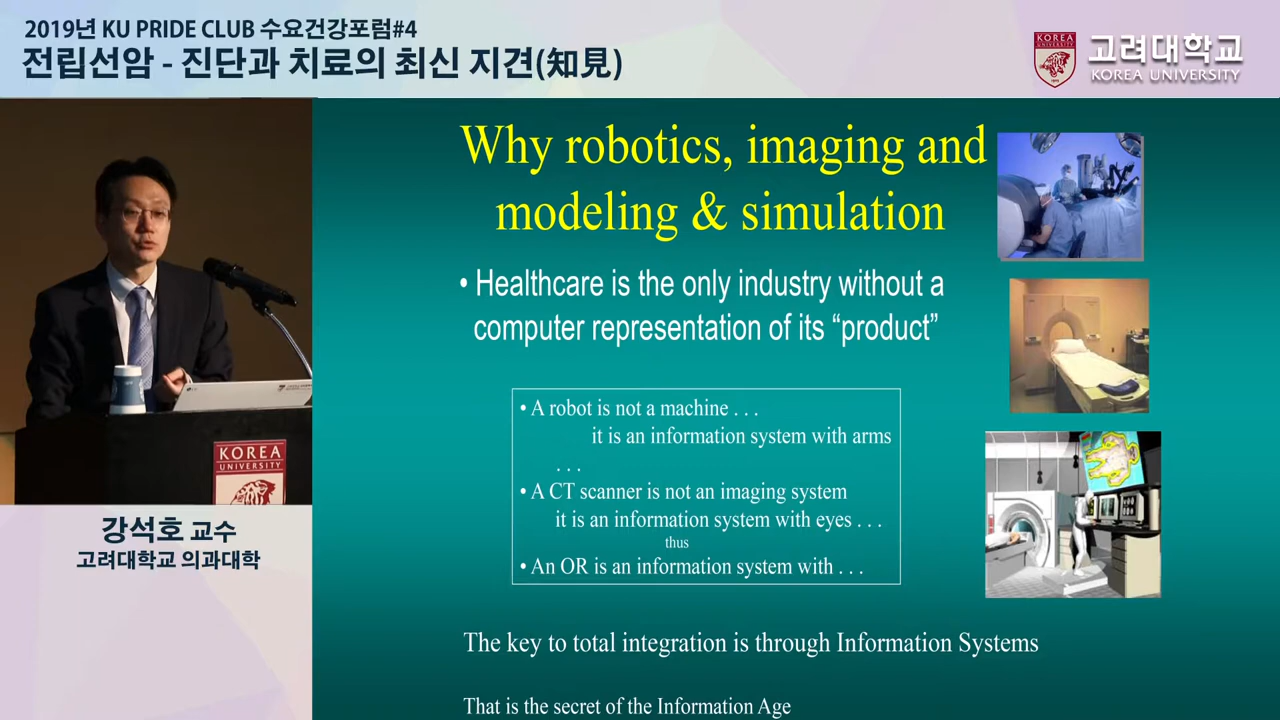 2019년 KU PRIDE CLUB 수요건강포럼#4
전립선암 - 진단과 치료의 최신 지견(知見)
KOREA
고려대학교
KOREA UNIVERSITY
Why robotics, imaging and
modeling & simulation
• Healthcare is the only industry without a
computer representation of its “product”
• A robot is not a machine . . .
it is an information system with arms
. . .
• A CT scanner is not an imaging system
it is an information system with eyes . . .
thus
• An OR is an information system with . . .
The key to total integration is through Information Systems
That is the secret of the Information Age
KOREA
UNIVERSITY
강석호 교수
고려대학교 의과대학